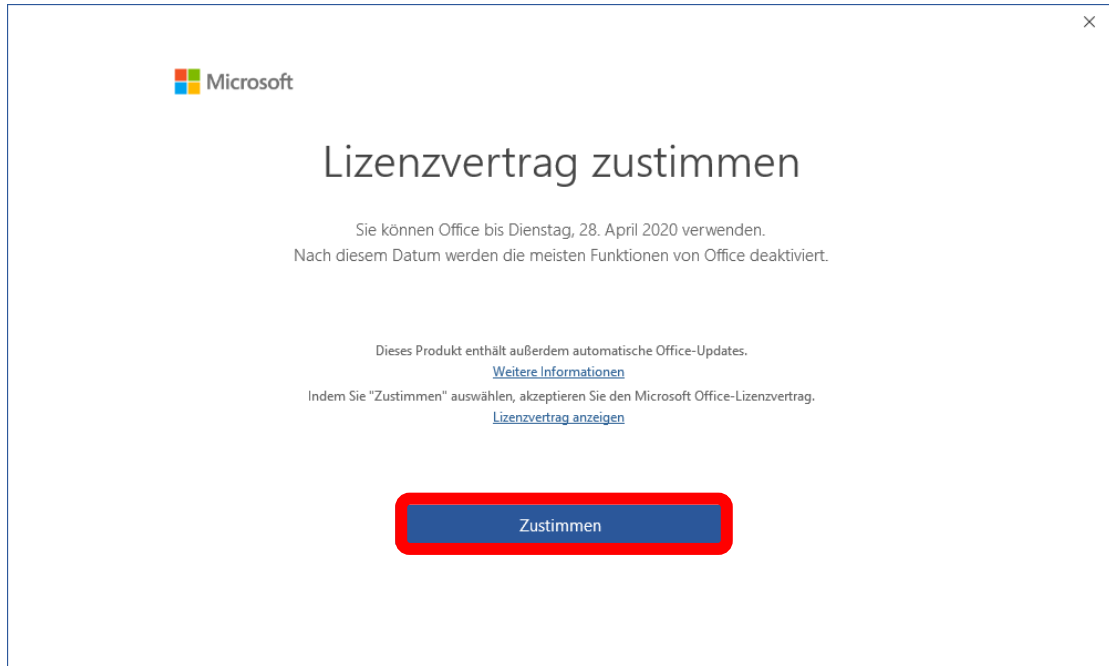 Microsoft
Lizenzvertrag zustimmen
Sie können Office bis Dienstag, 28. April 2020 verwenden.
Nach diesem Datum werden die meisten Funktionen von Office deaktiviert.
Dieses Produkt enthält außerdem automatische Office-Updates.
Weitere Informationen
Indem Sie "Zustimmen" auswählen, akzeptieren Sie den Microsoft Office-Lizenzvertrag.
Lizenzvertrag anzeigen
Zustimmen